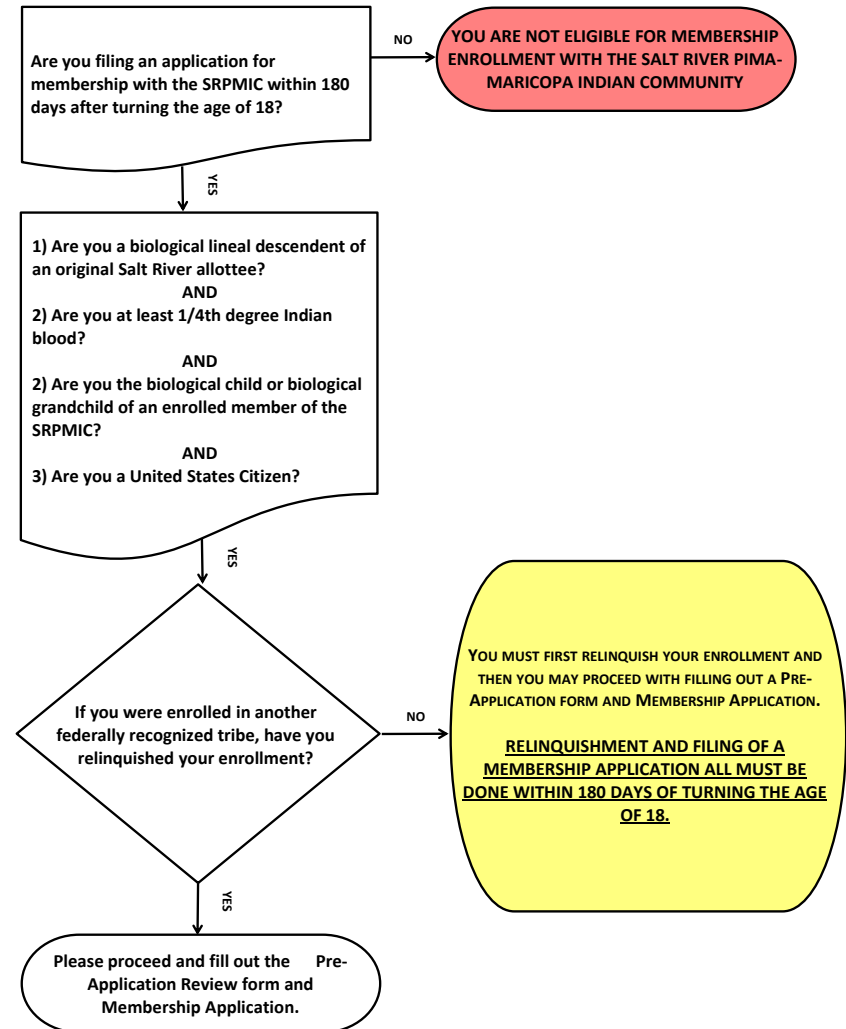 Are you filing an application for
membership with the SRPMIC within 180
days after turning the age of 18?
NO
YOU ARE NOT ELIGIBLE FOR MEMBERSHIP
ENROLLMENT WITH THE SALT RIVER PIMA-
MARICOPA INDIAN COMMUNITY
YES
1) Are you a biological lineal descendent of
an original Salt River allottee?
AND
2) Are you at least 1/4th degree Indian
blood?
AND
2) Are you the biological child or biological
grandchild of an enrolled member of the
SRPMIC?
AND
3) Are you a United States Citizen?
YES
If you were enrolled in another
federally recognized tribe, have you
relinquished your enrollment?
NO
YOU MUST FIRST RELINQUISH YOUR ENROLLMENT AND
THEN YOU MAY PROCEED WITH FILLING OUT A PRE-
APPLICATION FORM AND MEMBERSHIP APPLICATION.
RELINQUISHMENT AND FILING OF A
MEMBERSHIP APPLICATION ALL MUST BE
DONE WITHIN 180 DAYS OF TURNING THE AGE
OF 18.
YES
Please proceed and fill out the Pre-
Application Review form and
Membership Application.